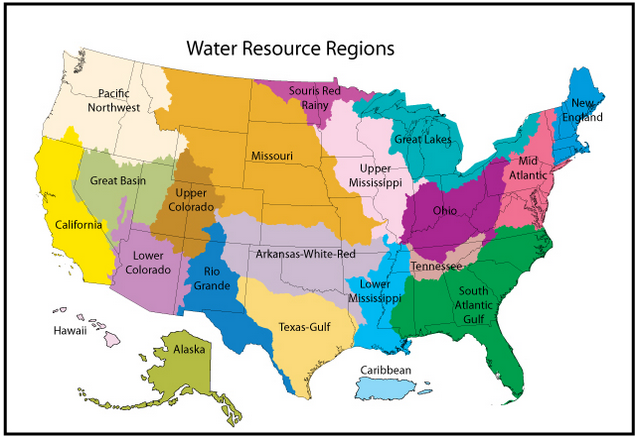 Water Resource Regions
Pacific
Northwest
Souris Red
Rainy
New
England
Great Lakes
Missouri
Mid
Atlantic
Upper
Mississippi
Great Basin
Upper
Colorado
Ohio
California
Arkansas-White-Red
Lower
Colorado
Rio
Grande
Tennessee
Lower
Mississippi
South
Atlantic
Gulf
Texas-Gulf
Hawaii
Alaska
Caribbean